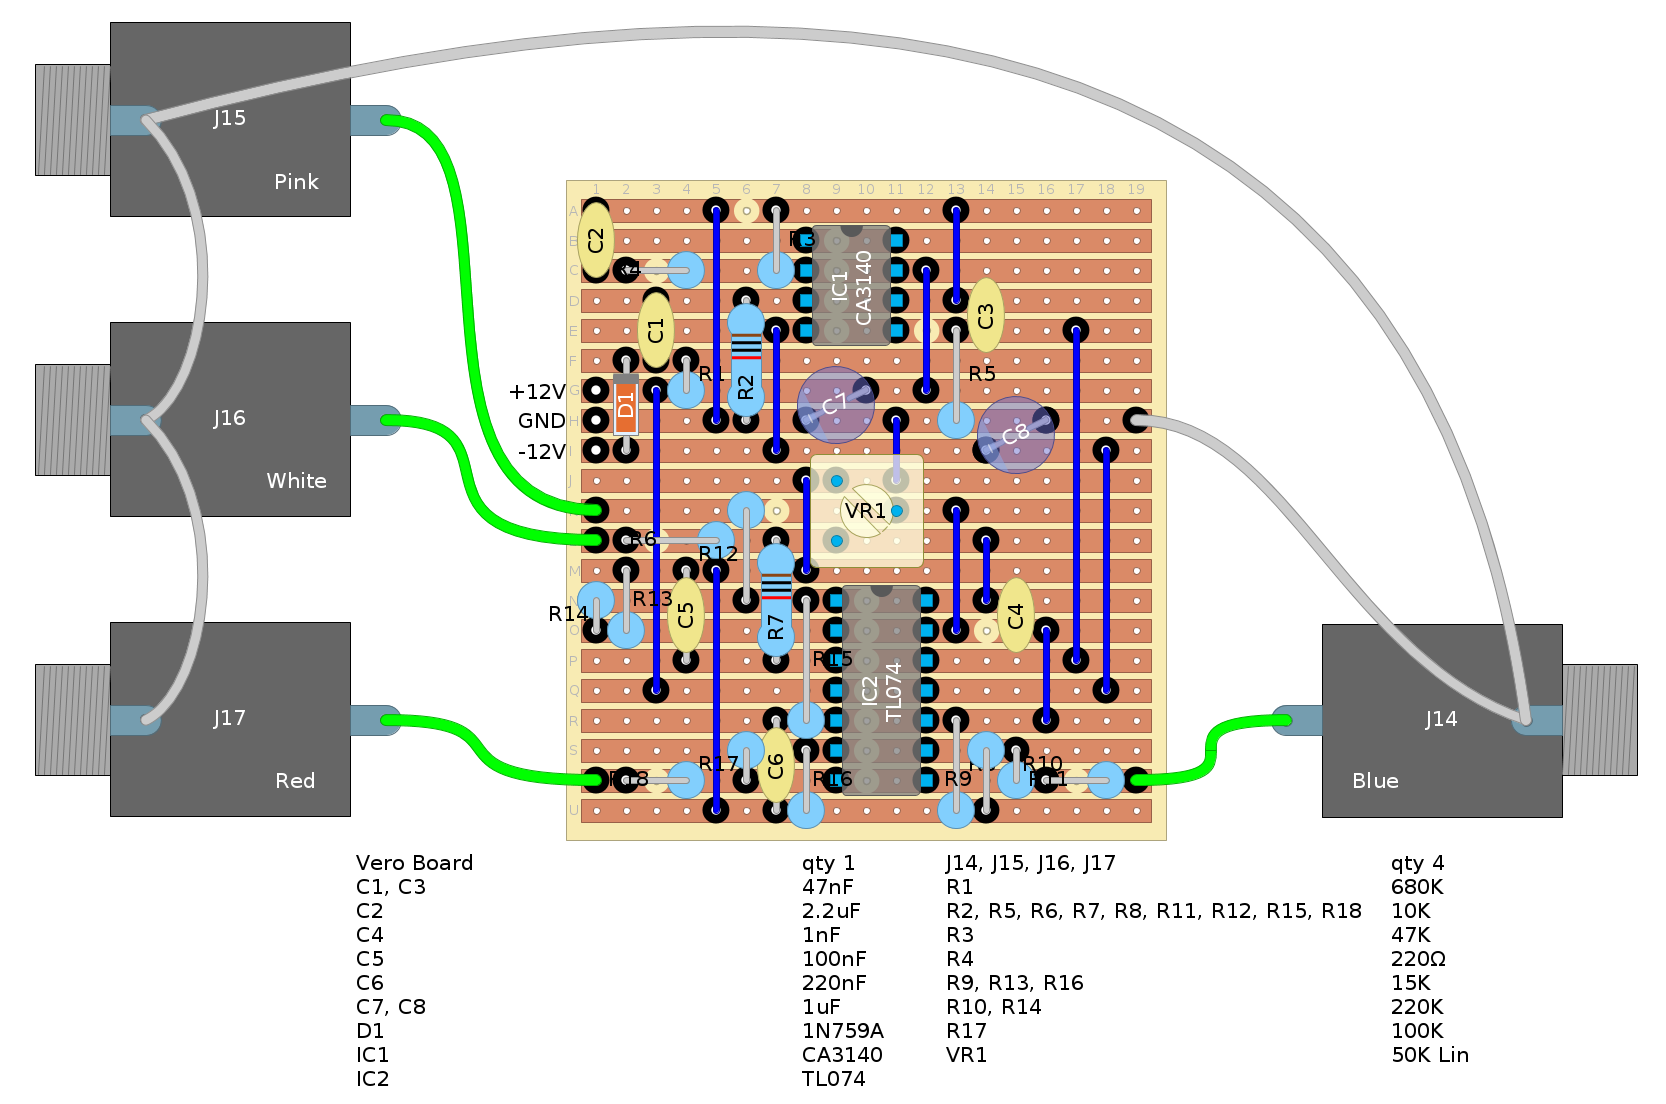 J15
Pink
1 2 3 4 5 6 7 8 9 10 11 12 13 14 15 16 17 18 19
A
C2
B
R3
C
R4
IC1
CA3140
D
C3
C1
E
F
R1
R5
+12V
G
R2
D1
C7
J16
GND
H
C8
-12V
I
White
J
VR1
R6
R12
M
R14
N
R13
C5
R7
C4
O
P
R15
IC2
TL074
Q
J17
R
J14
S
R17
C6
R10
Red
R18
R16
R9
Blue
U
Vero Board qty 1 J14, J15, J16, J17 qty 4
C1, C3 47nF R1 680K
C2 2.2uF R2, R5, R6, R7, R8, R11, R12, R15, R18 10K
C4 1nF R3 47K
C5 100nF R4 220Ω
C6 220nF R9, R13, R16 15K
C7, C8 1uF R10, R14 220K
D1 1N759A R17 100K
IC1 CA3140 VR1 50K Lin
IC2 TL074